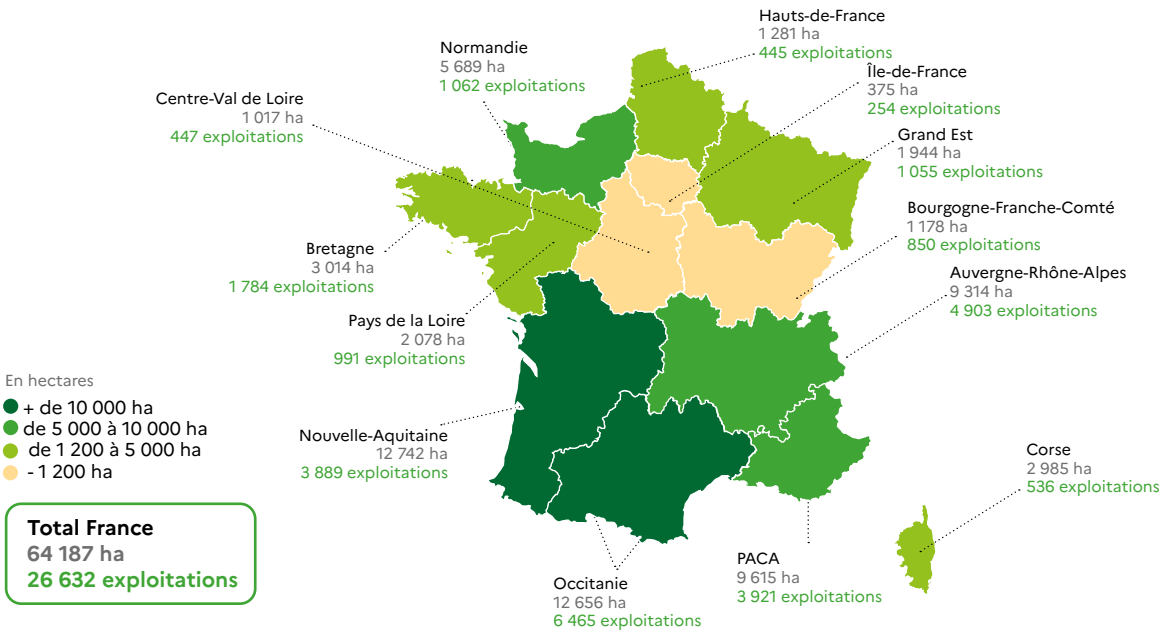 Hauts-de-France
1 281 ha
445 exploitations
Normandie
5 689 ha
1 062 exploitations
Île-de-France
375 ha
254 exploitations
Centre-Val de Loire
1 017 ha
447 exploitations
Grand Est
1 944 ha
1 055 exploitations
Bourgogne-Franche-Comté
1 178 ha
850 exploitations
Bretagne
3 014 ha
1 784 exploitations
Auvergne-Rhône-Alpes
9 314 ha
4 903 exploitations
Pays de la Loire
2 078 ha
991 exploitations
En hectares
+ de 10 000 ha
de 5 000 à 10 000 ha
de 1 200 à 5 000 ha
- 1 200 ha
Nouvelle-Aquitaine
12 742 ha
3 889 exploitations
Corse
2 985 ha
536 exploitations
Total France
64 187 ha
26 632 exploitations
PACA
9 615 ha
3 921 exploitations
Occitanie
12 656 ha
6 465 exploitations